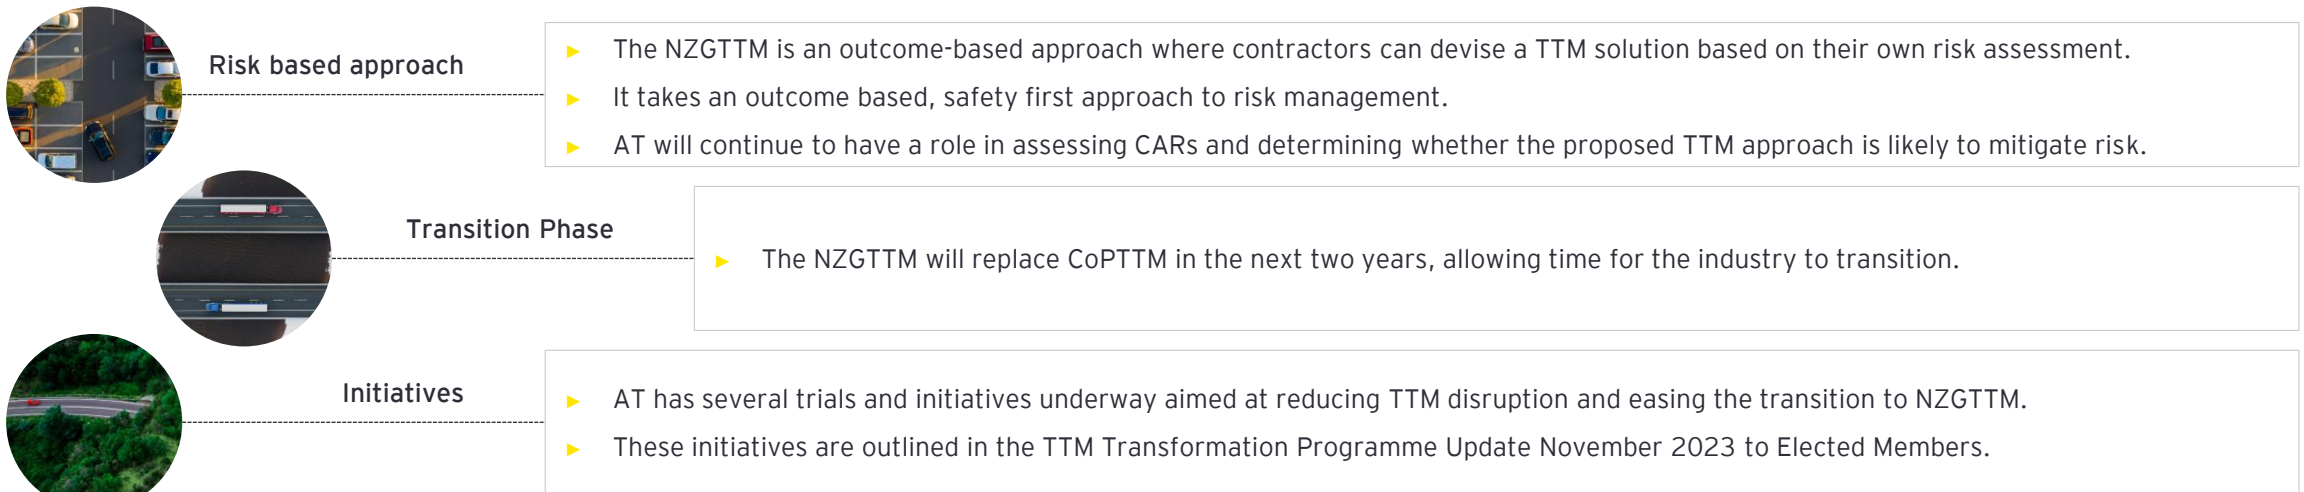 Risk based approach
► The NZGTTM is an outcome-based approach where contractors can devise a TTM solution based on their own risk assessment.
► It takes an outcome based, safety first approach to risk management.
► AT will continue to have a role in assessing CARs and determining whether the proposed TTM approach is likely to mitigate risk.
Transition Phase
► The NZGTTM will replace CoPTTM in the next two years, allowing time for the industry to transition.
Initiatives
► AT has several trials and initiatives underway aimed at reducing TTM disruption and easing the transition to NZGTTM.
► These initiatives are outlined in the TTM Transformation Programme Update November 2023 to Elected Members.